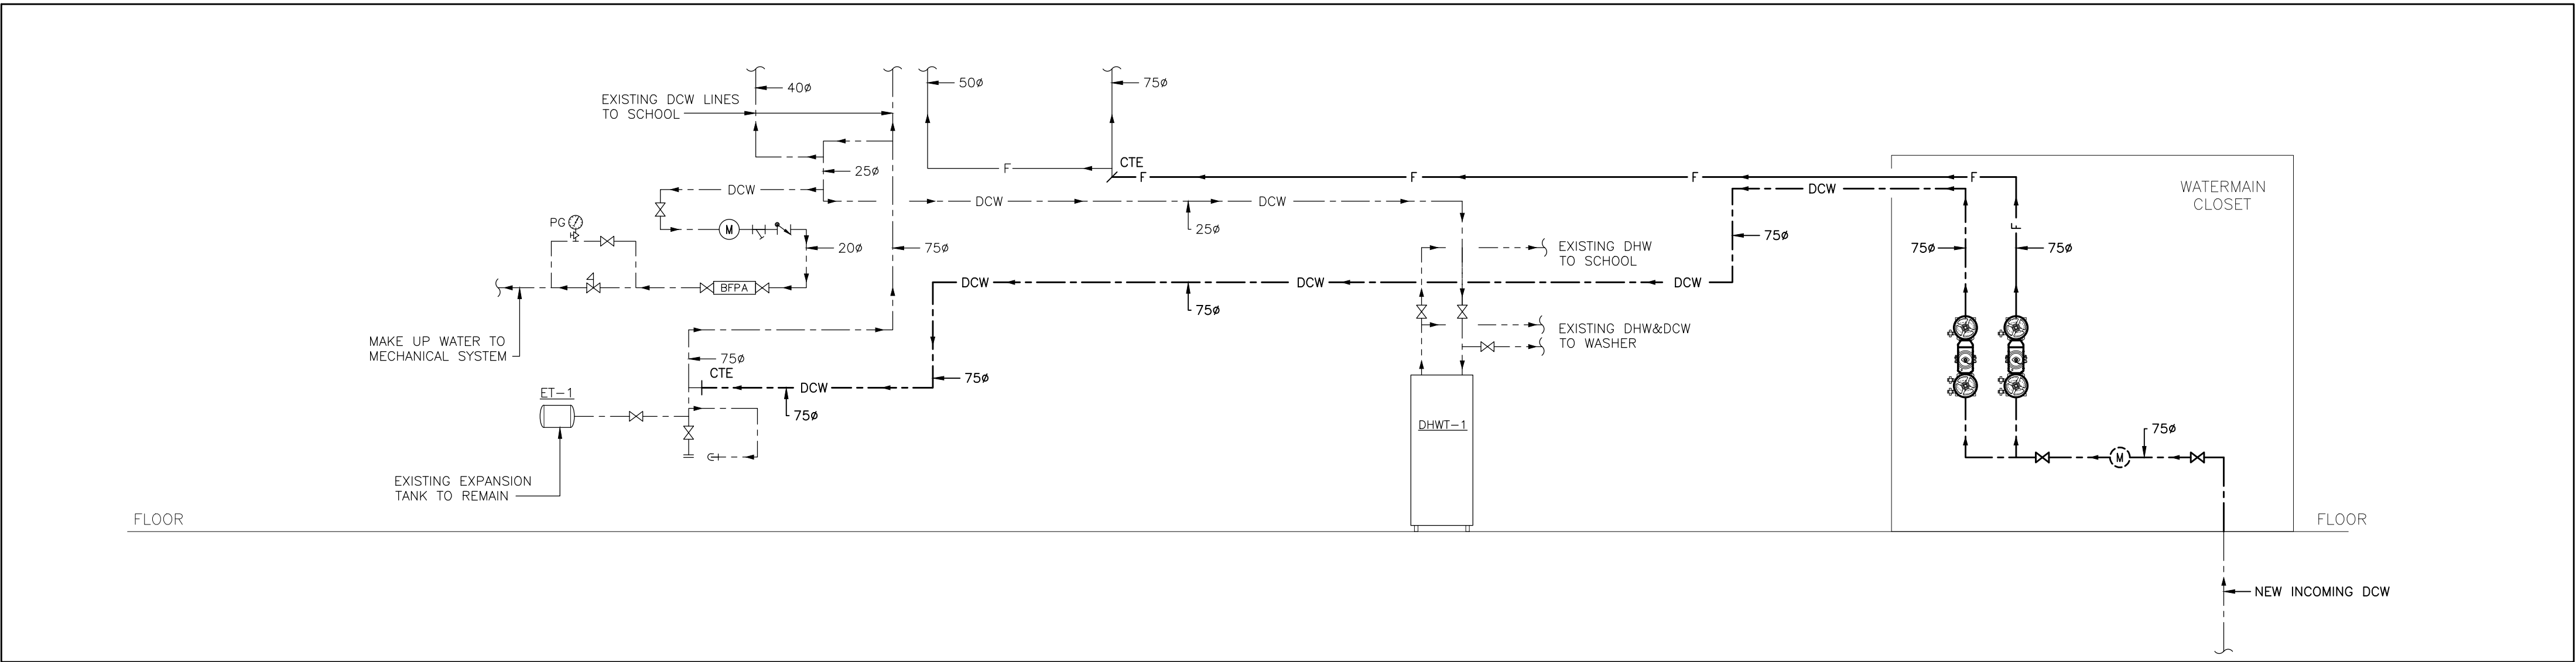 40ø
50ø
75ø
EXISTING DCW LINES
TO SCHOOL
CTE
F
F
F
F
F
25ø
DCW
DCW
DCW
DCW
WATERMAIN
CLOSET
PG
M
20ø
75ø
25ø
75ø
75ø
F
75ø
EXISTING DHW
TO SCHOOL
BFPA
DCW
DCW
DCW
75ø
MAKE UP WATER TO
MECHANICAL SYSTEM
EXISTING DHW&DCW
TO WASHER
75ø
CTE
75ø
DCW
75ø
ET-1
DHWT-1
75ø
M
EXISTING EXPANSION
TANK TO REMAIN
FLOOR
FLOOR
NEW INCOMING DCW